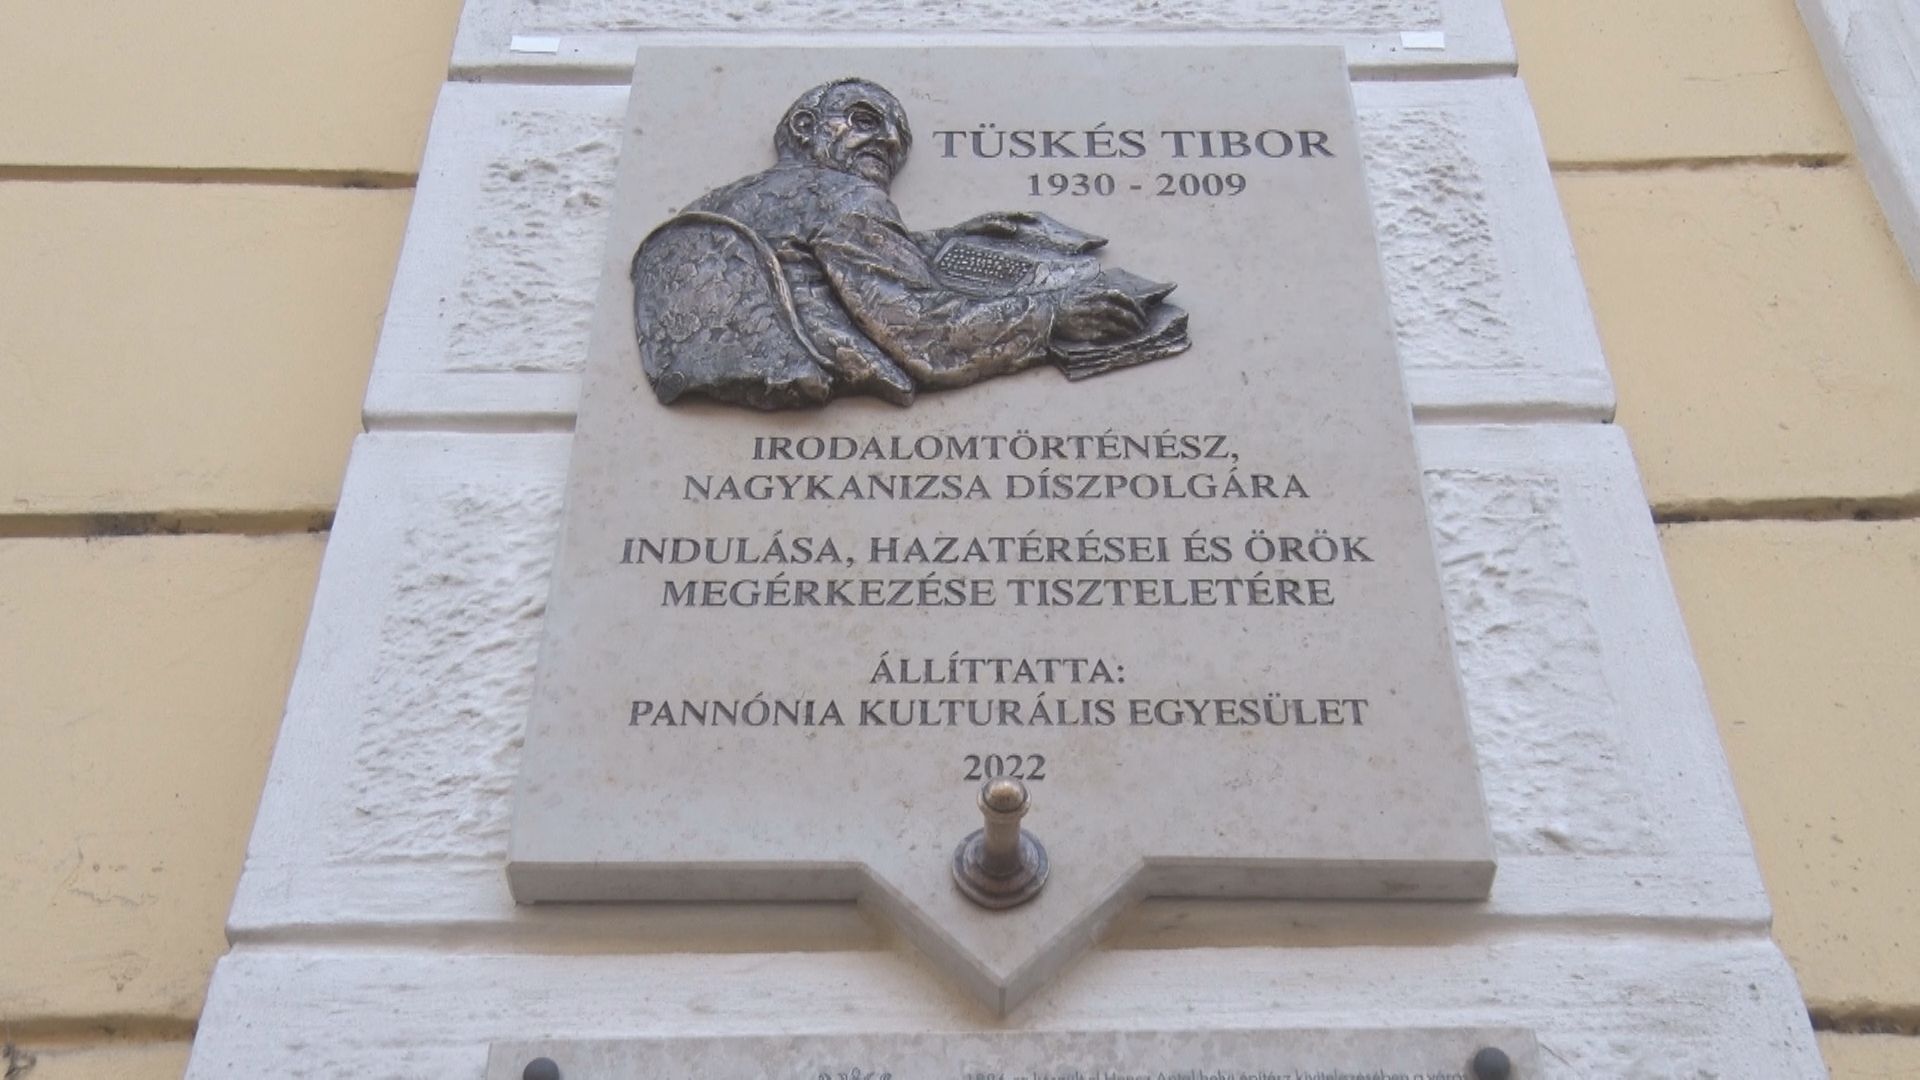 TÜSKÉS TIBOR
1930 - 2009
IRODALOMTÖRTÉNÉSZ,
NAGYKANIZSA DÍSZPOLGÁRA
INDULÁSA, HAZATÉRÉSEI ÉS ÖRÖK
MEGÉRKEZÉSE TISZTELETÉRE
ÁLLÍTTATTA:
PANNÓNIA KULTURÁLIS EGYESÜLET
2022